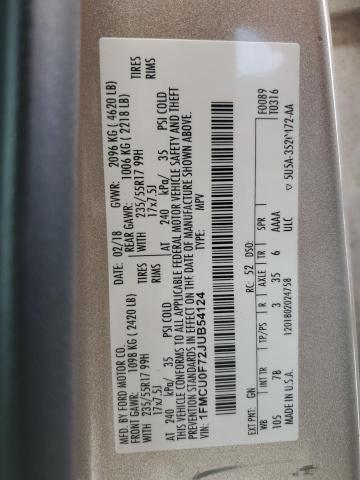 MFD. BY FORD MOTOR CO.
DATE: 02/18 GVWR: 2096 KG ( 4620 LB)
FRONT GAWR: 1098 KG (2420 LB) REAR GAWR: 1006 KG ( 2218 LB)
WITH 235/55R17 99H TIRES WITH 235/55R17 99H TIRES
17x7.5J RIMS 17x7.5J RIMS
AT 240 kPa/ 35 PSI COLD AT 240 kPa/ 35 PSI COLD
THIS VEHICLE CONFORMS TO ALL APPLICABLE FEDERAL MOTOR VEHICLE SAFETY AND THEFT
PREVENTION STANDARDS IN EFFECT ON THE DATE OF MANUFACTURE SHOWN ABOVE.
VIN: 1FMCU0F72JUB54124 TYPE: MPV
F0089
T0316
EXT PNT: GN RC: 52 DSO:
WB INT TR TP/PS R AXLE TR SPR
105 7B 3 35 6 AAAA
1201802024758 ULC
MADE IN U.S.A. 5U5A-3520472-AA